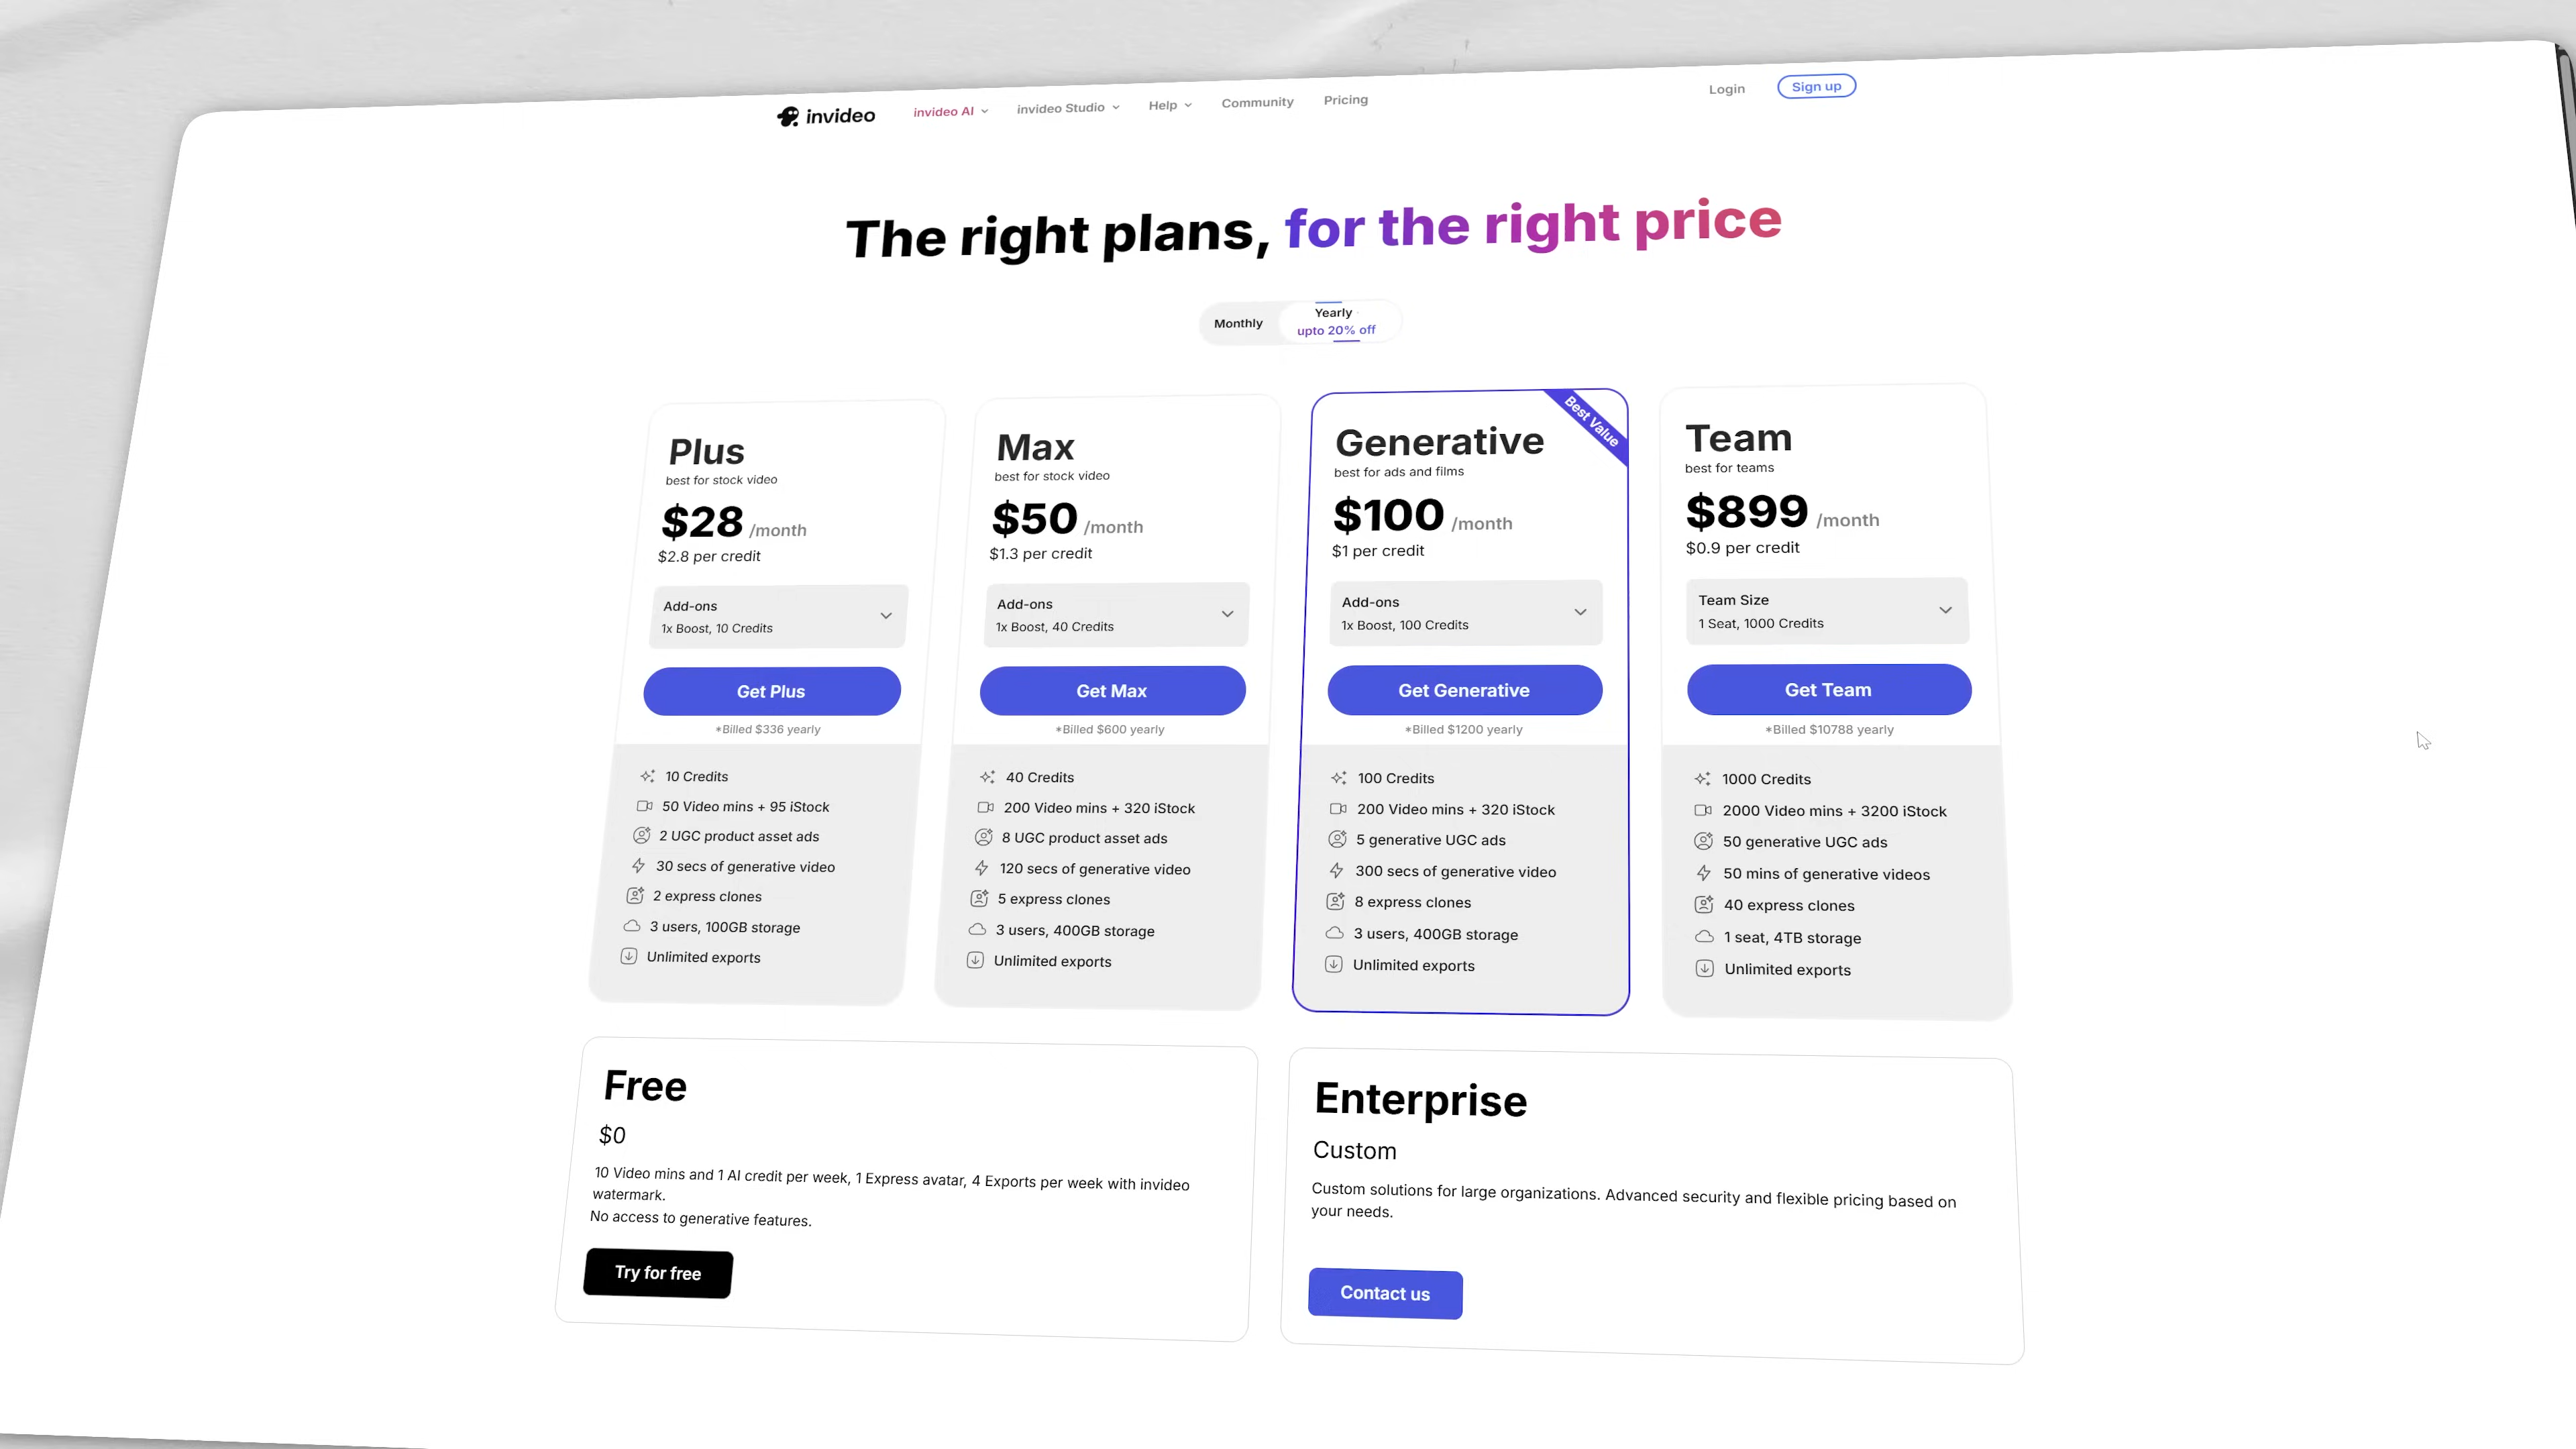 invideo
invideo AI
invideo Studio
Help
Community
Pricing
Login
Sign up
The right plans, for the right price
Monthly
Yearly
upto 20% off
Plus
best for stock video
$28 /month
$2.8 per credit
Add-ons
1x Boost, 10 Credits
Get Plus
*Billed $336 yearly
10 Credits
50 Video mins + 95 iStock
2 UGC product asset ads
30 secs of generative video
2 express clones
3 users, 100GB storage
Unlimited exports
Max
best for stock video
$50 /month
$1.3 per credit
Add-ons
1x Boost, 40 Credits
Get Max
*Billed $600 yearly
40 Credits
200 Video mins + 320 iStock
8 UGC product asset ads
120 secs of generative video
5 express clones
3 users, 400GB storage
Unlimited exports
Best Value
Generative
best for ads and films
$100 /month
$1 per credit
Add-ons
1x Boost, 100 Credits
Get Generative
*Billed $1200 yearly
100 Credits
200 Video mins + 320 iStock
5 generative UGC ads
300 secs of generative video
8 express clones
3 users, 400GB storage
Unlimited exports
Team
best for teams
$899 /month
$0.9 per credit
Team Size
1 Seat, 1000 Credits
Get Team
*Billed $10788 yearly
1000 Credits
2000 Video mins + 3200 iStock
50 generative UGC ads
50 mins of generative videos
40 express clones
1 seat, 4TB storage
Unlimited exports
Free
$0
10 Video mins and 1 AI credit per week, 1 Express avatar, 4 Exports per week with invideo
watermark.
No access to generative features.
Try for free
Enterprise
Custom
Custom solutions for large organizations. Advanced security and flexible pricing based on
your needs.
Contact us